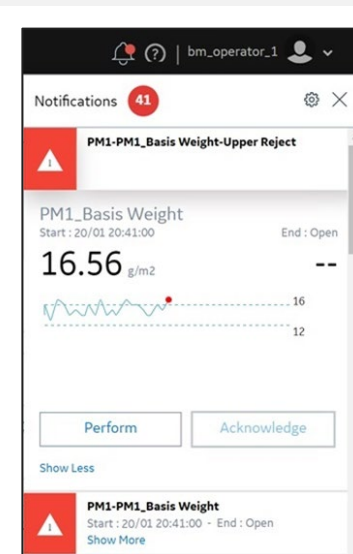 bm_operator_1
Notifications 41
PM1-PM1_Basis Weight-Upper Reject
1
PM1_Basis Weight
Start : 20/01 20:41:00 End : Open
16.56 g/m2 --
16
12
Perform Acknowledge
Show Less
PM1-PM1_Basis Weight
1
Start : 20/01 20:41:00 - End : Open
Show More